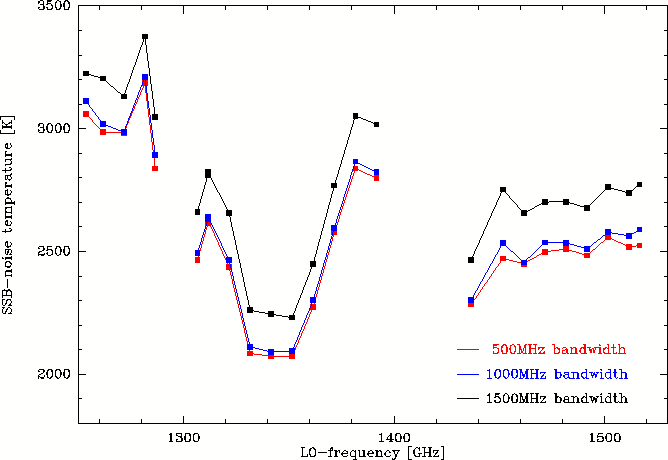 3500
3000
2500
2000
SSB-noise temperature [K]
500MHz bandwidth
1000MHz bandwidth
1500MHz bandwidth
1300 1400 1500
LO-frequency [GHz]